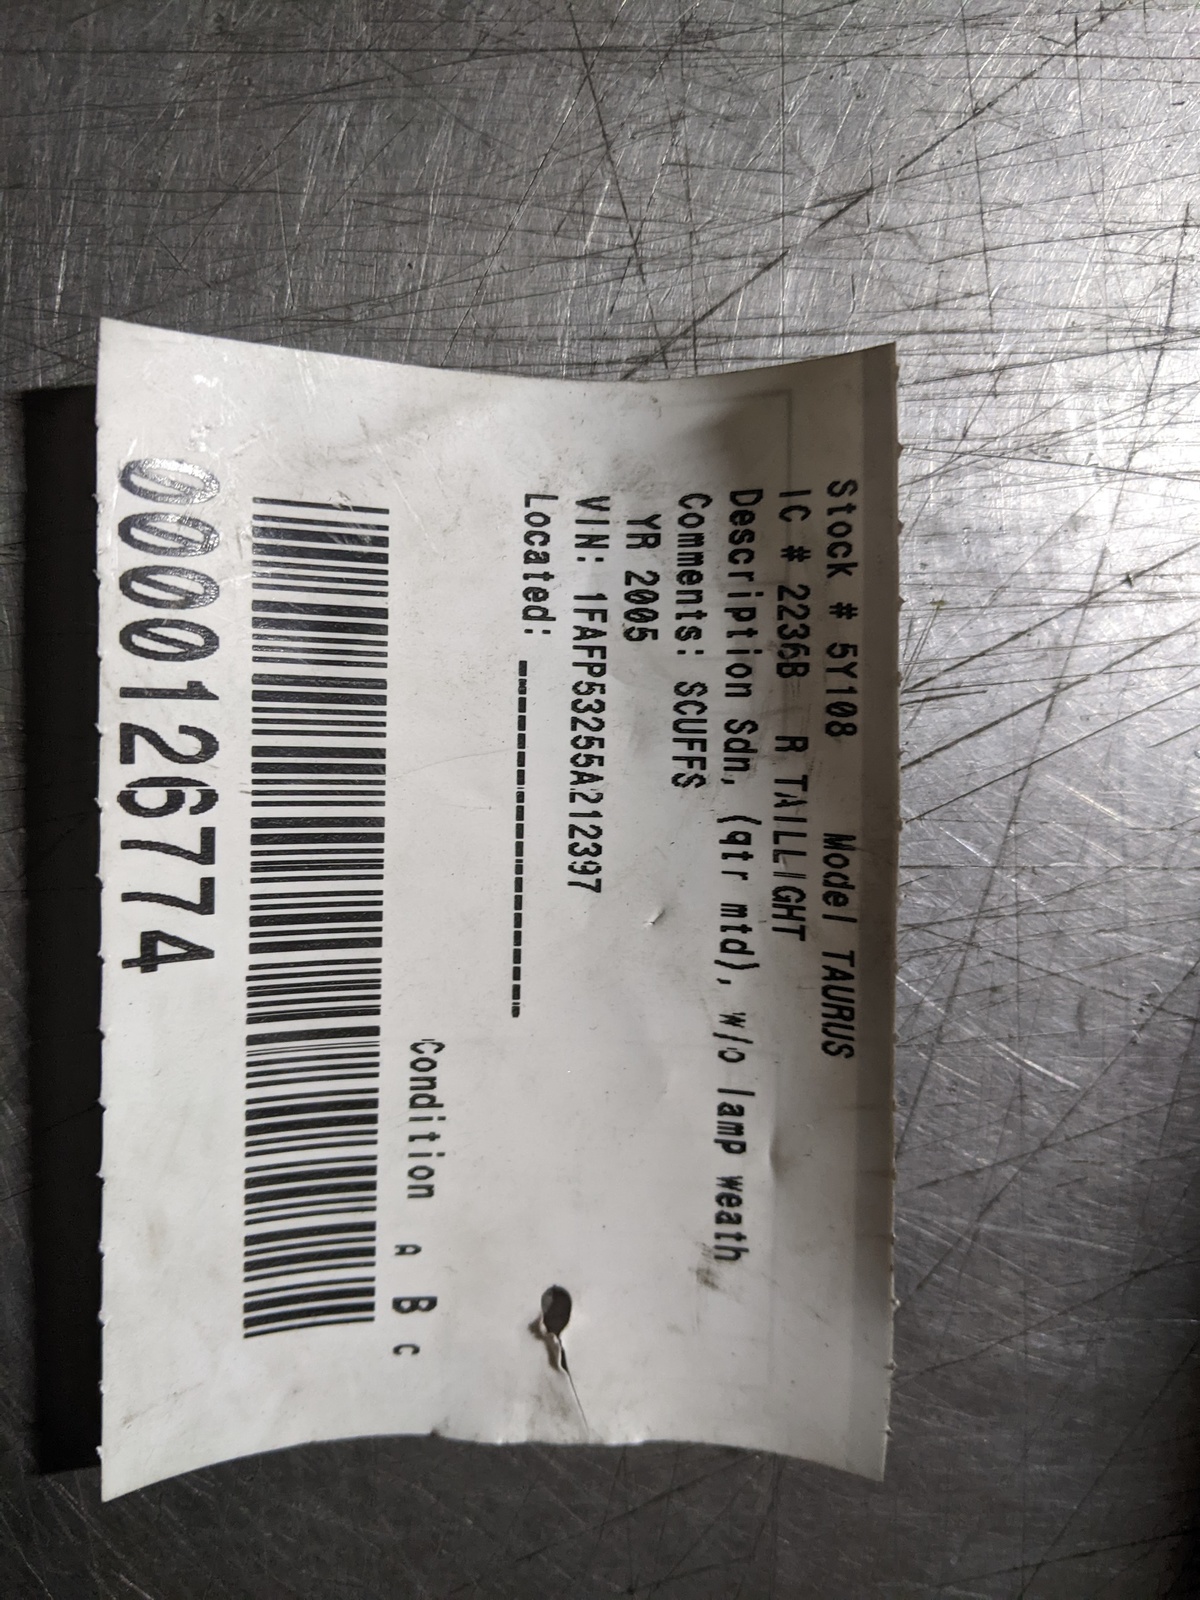 Stock # 5Y108 Model TAURUS
IC # 2236B R TAILLIGHT
Description Sdn, (qtr mtd), w/o lamp weath
Comments: SCUFFS
YR 2005
VIN: 1FAFP53255A212397
Located: ____________________
Condition A B C
000126774